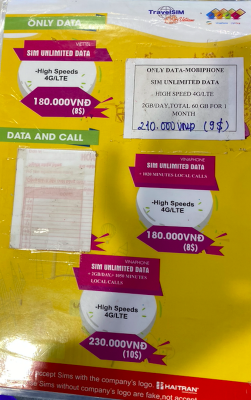 TravelSIM
ONLY DATA
VIETTEL
SIM UNLIMITED DATA
-High Speeds
4G/LTE
180.000VNĐ
(8$)
ONLY DATA-MOBIPHONE
SIM UNLIMITED DATA
- HIGH SPEED 4G/LTE
2GB/DAY,TOTAL 60.GB FOR 1
MONTH
210.000 VNĐ (9$)
DATA AND CALL
VINAPHONE
SIM UNLIMITED DATA
+ 1020 MINUTES LOCAL CALLS
-High Speeds
4G/LTE
180.000VNĐ
(8$)
VINAPHONE
SIM UNLIMITED DATA
LOCAL CALLS
-High Speeds
4G/LTE
230.000VNĐ
(10$)
accept Sims with the company's logo. HAITRAN
Sims without company's logo are fake,not accept